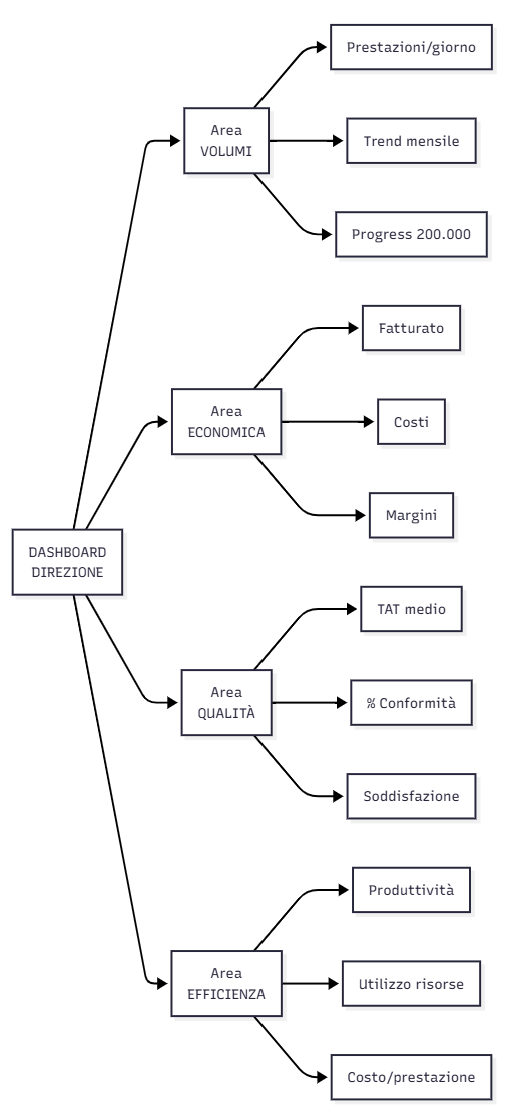 DASHBOARD
DIREZIONE
Area
VOLUMI
Prestazioni/giorno
Trend mensile
Progress 200.000
Area
ECONOMICA
Fatturato
Costi
Margini
Area
QUALITÀ
TAT medio
% Conformità
Soddisfazione
Area
EFFICIENZA
Produttività
Utilizzo risorse
Costo/prestazione